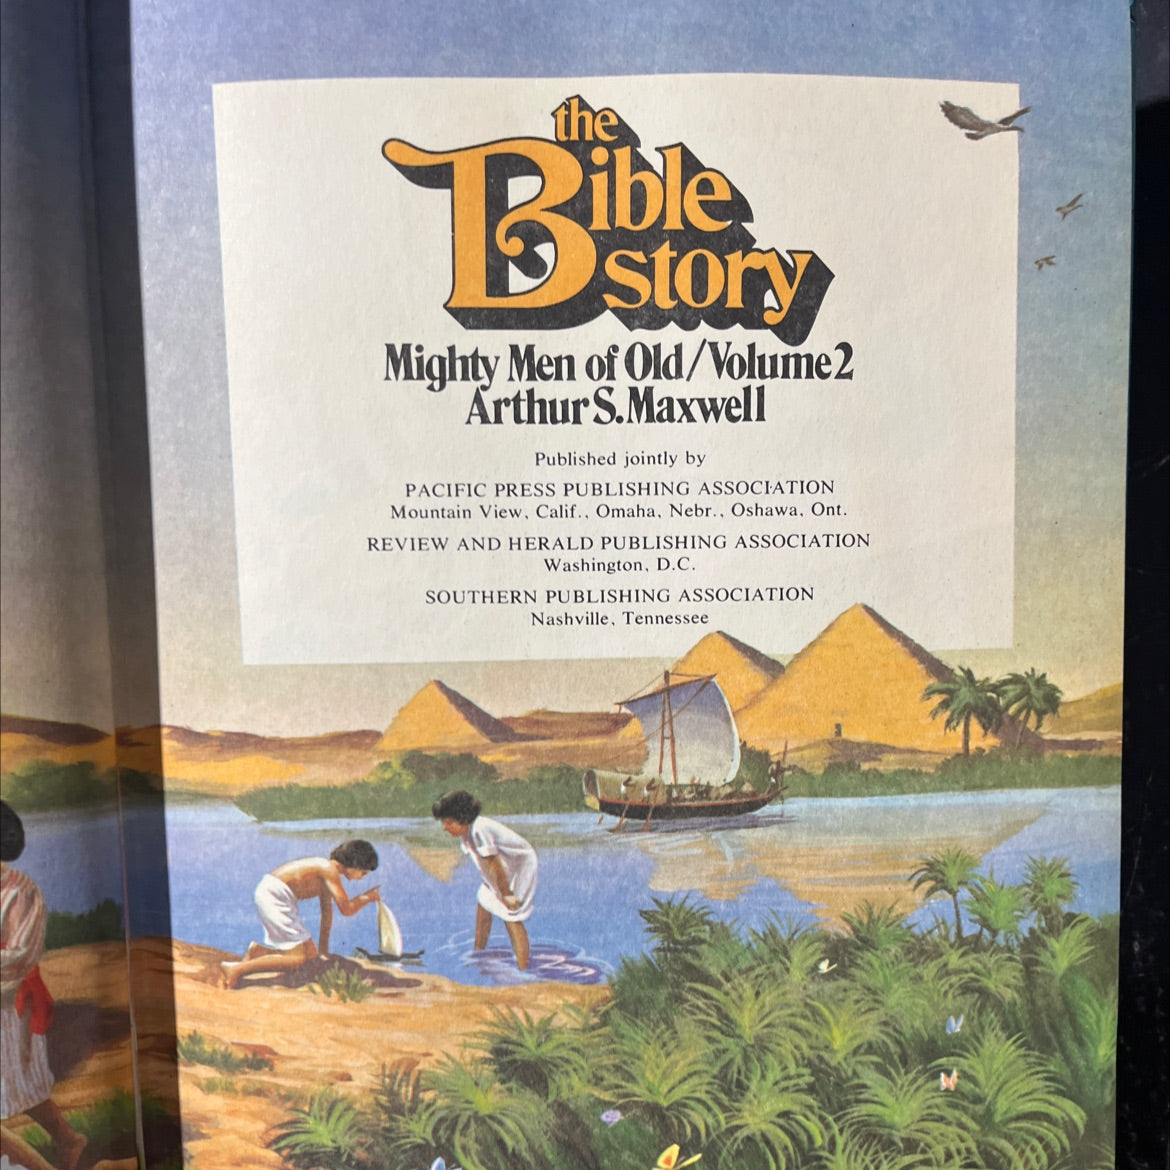 the
Bible
story
Mighty Men of Old/Volume 2
Arthur S. Maxwell
Published jointly by
PACIFIC PRESS PUBLISHING ASSOCIATION
Mountain View, Calif., Omaha, Nebr., Oshawa, Ont.
REVIEW AND HERALD PUBLISHING ASSOCIATION
Washington, D.C.
SOUTHERN PUBLISHING ASSOCIATION
Nashville, Tennessee